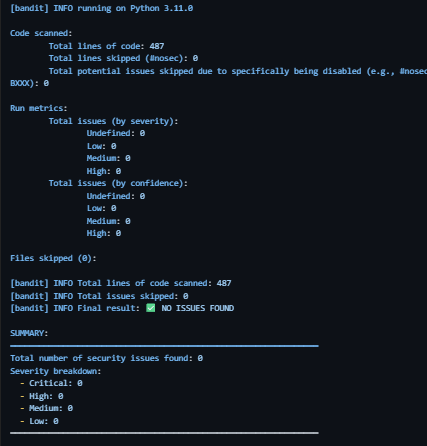 [bandit] INFO running on Python 3.11.0
Code scanned:
Total lines of code: 487
Total lines skipped (#nosec): 0
Total potential issues skipped due to specifically being disabled (e.g., #nosec
BXXX): 0
Run metrics:
Total issues (by severity):
Undefined: 0
Low: 0
Medium: 0
High: 0
Total issues (by confidence):
Undefined: 0
Low: 0
Medium: 0
High: 0
Files skipped (0):
[bandit] INFO Total lines of code scanned: 487
[bandit] INFO Total issues skipped: 0
[bandit] INFO Final result: ✅ NO ISSUES FOUND
SUMMARY:
Total number of security issues found: 0
Severity breakdown:
- Critical: 0
- High: 0
- Medium: 0
- Low: 0